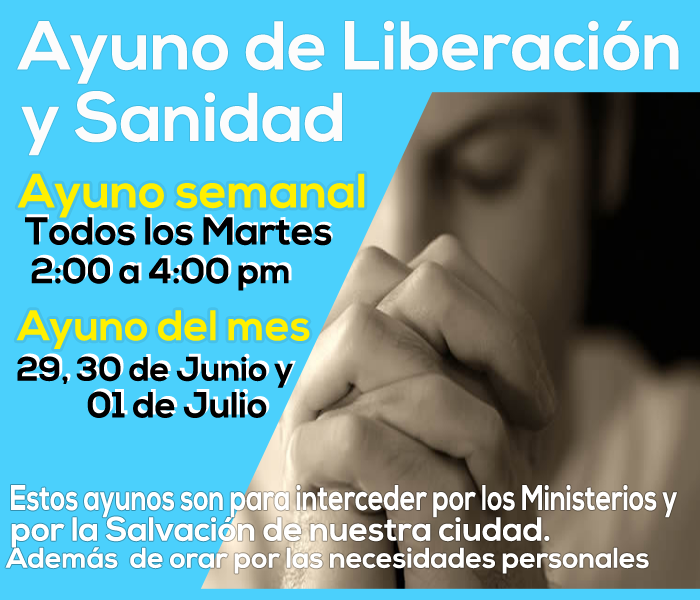 Ayuno de Liberación
y Sanidad
Ayuno semanal
Todos los Martes
2:00 a 4:00 pm
Ayuno del mes
29, 30 de Junio y
01 de Julio
Estos ayunos son para interceder por los Ministerios y
por la Salvación de nuestra ciudad.
Además de orar por las necesidades personales